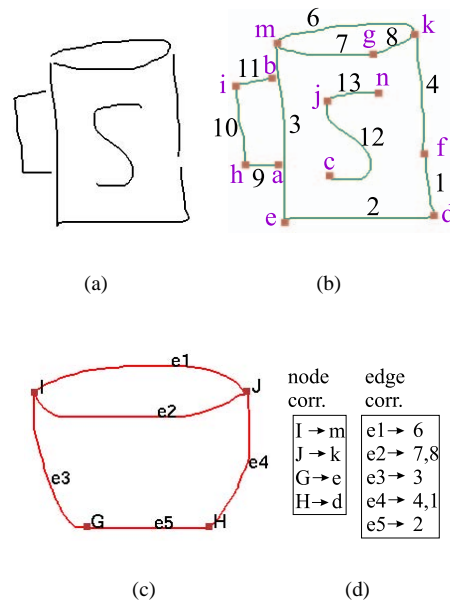 6
m
k
7
g
8
b
11
i
13
n
j
4
10
3
12
f
c
h
9
a
1
e
2
d
(a)
(b)
e1
I
J
e2
e3
e4
G
e5
H
node
corr.
I→m
J→k
G→e
H→d
edge
corr.
e1→ 6
e2→ 7,8
e3→ 3
e4→ 4,1
e5→ 2
(c)
(d)